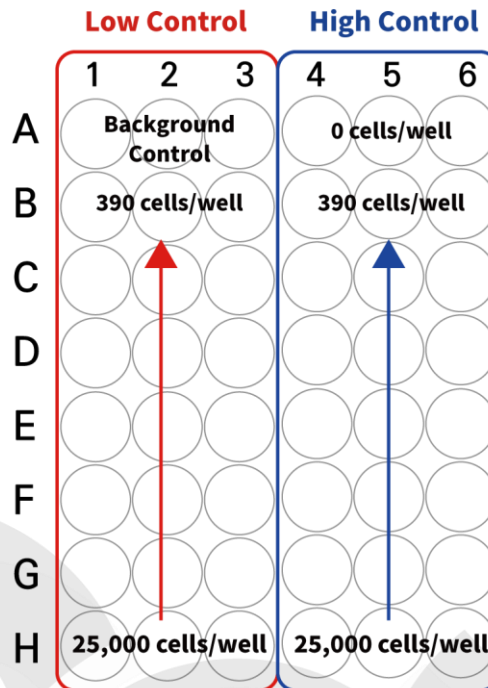 Low Control High Control
1 2 3 4 5 6
A Background Control 0 cells/well
B 390 cells/well 390 cells/well
C
D
E
F
G
H 25,000 cells/well 25,000 cells/well